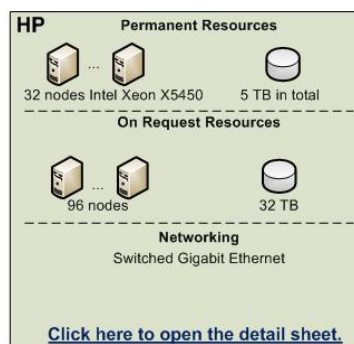 HP
Permanent Resources
...
32 nodes Intel Xeon X5450 5 TB in total
On Request Resources
...
96 nodes 32 TB
Networking
Switched Gigabit Ethernet
Click here to open the detail sheet.